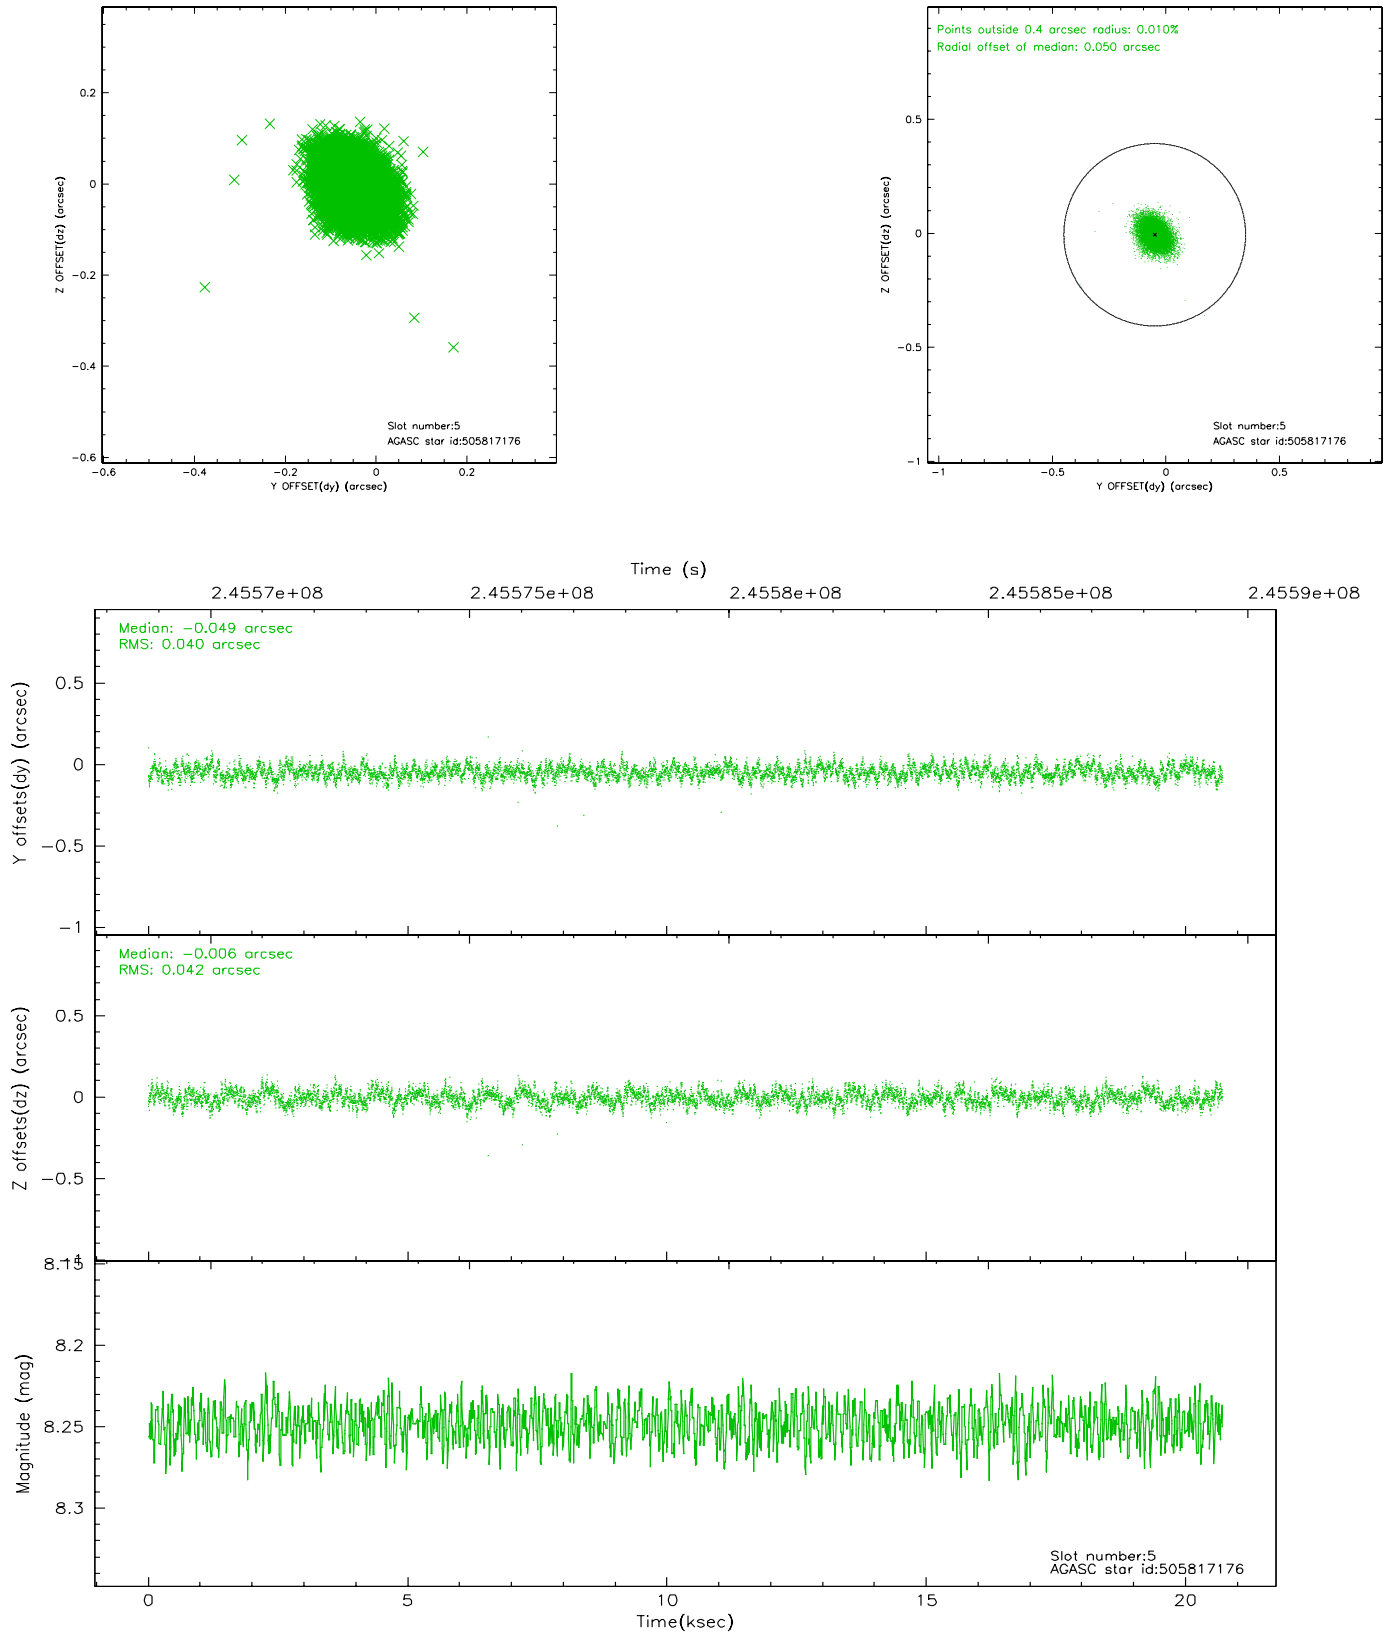 0.2
0
-0.2
-0.4
-0.6
-0.6
-0.4
-0.2
0
0.2
Z OFFSET(dz) (arcsec)
Y OFFSET(dy) (arcsec)
Slot number:5
AGASC star id:505817176
Points outside 0.4 arcsec radius: 0.010%
Radial offset of median: 0.050 arcsec
0.5
0
-0.5
-1
-1
-0.5
0
0.5
Z OFFSET(dz) (arcsec)
Y OFFSET(dy) (arcsec)
Slot number:5
AGASC star id:505817176
Time (s)
2.4557e+08
2.45575e+08
2.4558e+08
2.45585e+08
2.4559e+08
Median: -0.049 arcsec
RMS: 0.040 arcsec
0.5
0
-0.5
-1
Y offsets(dy) (arcsec)
Median: -0.006 arcsec
RMS: 0.042 arcsec
0.5
0
-0.5
-1
Z offsets(dz) (arcsec)
8.15
8.2
8.25
8.3
Magnitude (mag)
Slot number:5
AGASC star id:505817176
0
5
10
15
20
Time(ksec)